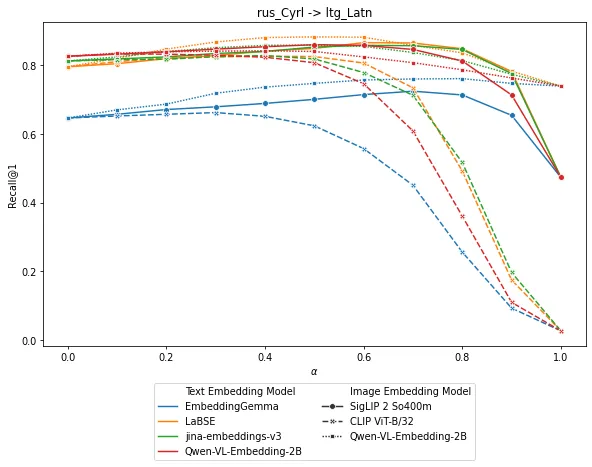 rus_Cyrl -> ltg_Latn
Recall@1
0.8
0.6
0.4
0.2
0.0
0.0 0.2 0.4 0.6 0.8 1.0
α
Text Embedding Model Image Embedding Model
EmbeddingGemma SigLIP 2 So400m
LaBSE CLIP ViT-B/32
jina-embeddings-v3 Qwen-VL-Embedding-2B
Qwen-VL-Embedding-2B